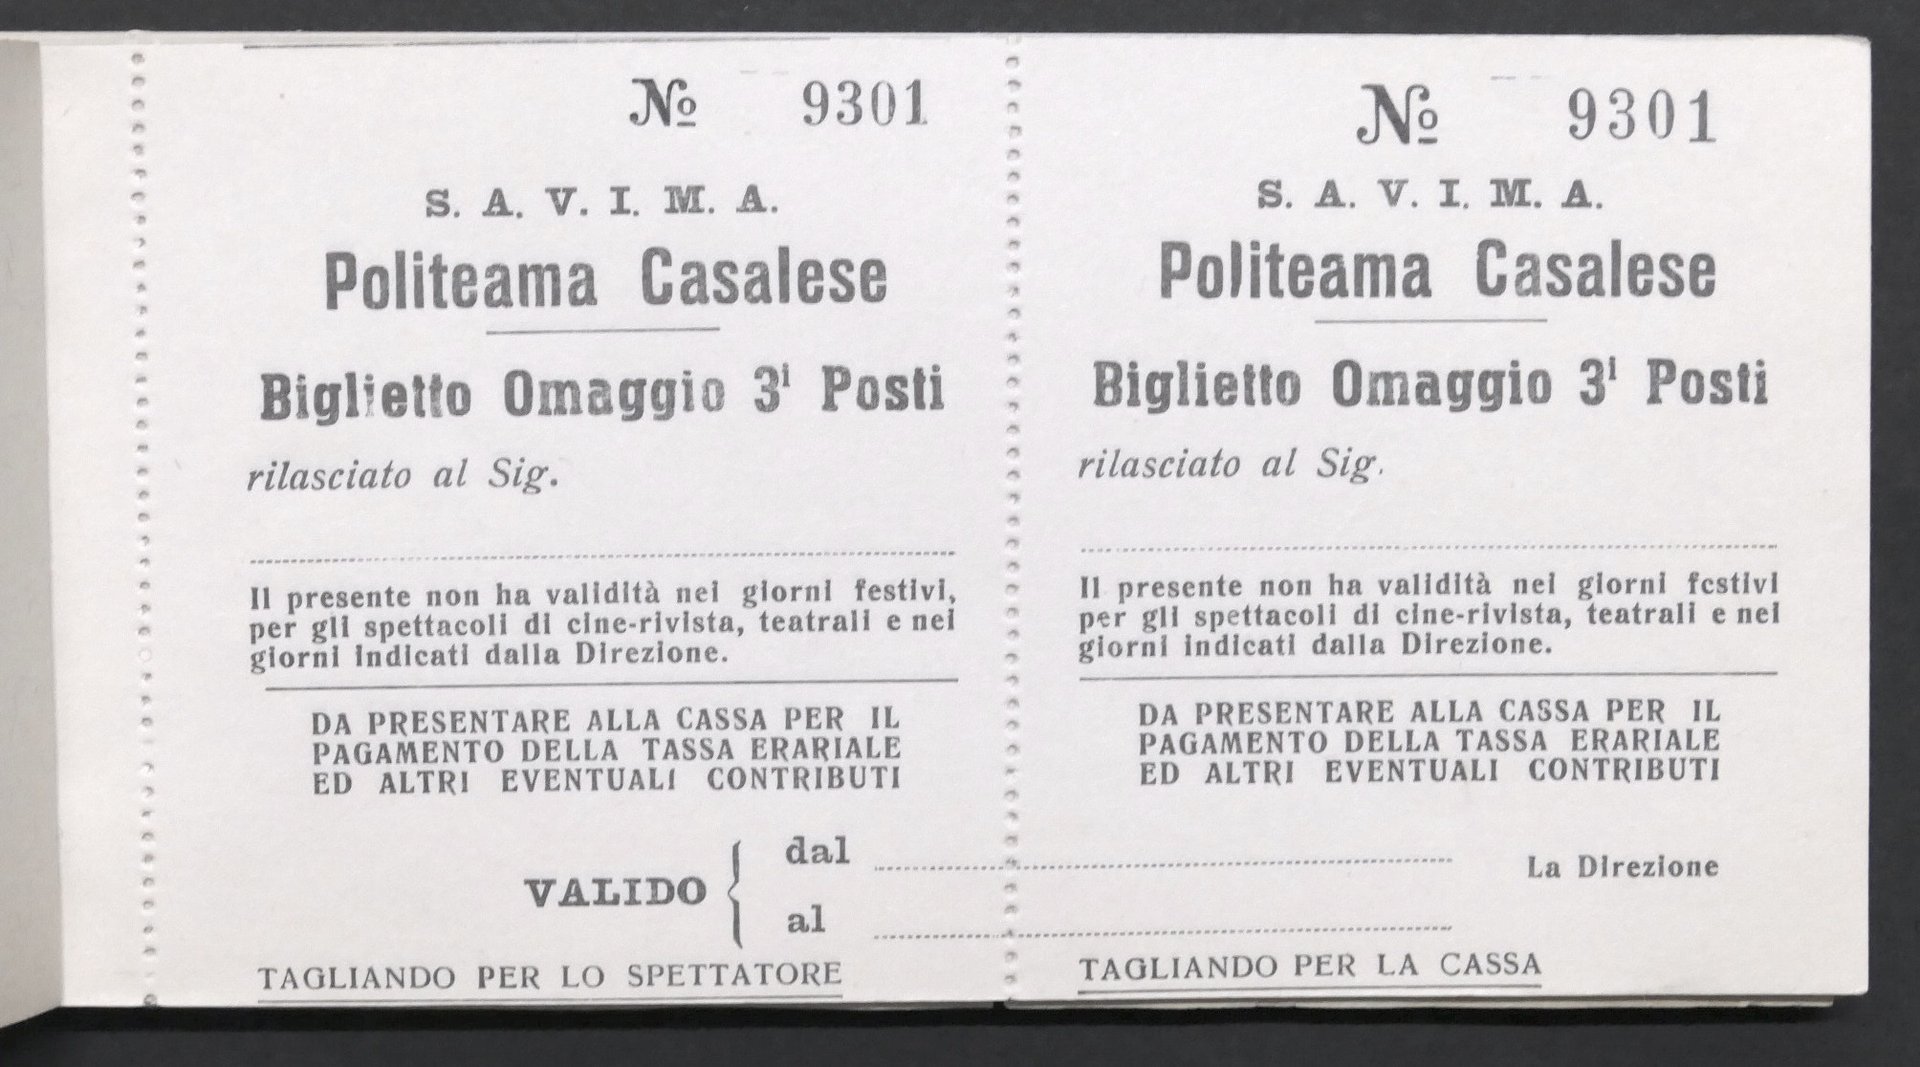 Nº 9301
S. A. V. I. M. A.
Politeama Casalese
Biglietto Omaggio 3i Posti
rilasciato al Sig.
Il presente non ha validità nei giorni festivi,
per gli spettacoli di cine-rivista, teatrali e nei
giorni indicati dalla Direzione.
DA PRESENTARE ALLA CASSA PER IL
PAGAMENTO DELLA TASSA ERARIALE
ED ALTRI EVENTUALI CONTRIBUTI
VALIDO { dal
al
TAGLIANDO PER LO SPETTATORE
Nº 9301
S. A. V. I. M. A.
Politeama Casalese
Biglietto Omaggio 3i Posti
rilasciato al Sig.
Il presente non ha validità nei giorni festivi
per gli spettacoli di cine-rivista, teatrali e nei
giorni indicati dalla Direzione.
DA PRESENTARE ALLA CASSA PER IL
PAGAMENTO DELLA TASSA ERARIALE
ED ALTRI EVENTUALI CONTRIBUTI
La Direzione
TAGLIANDO PER LA CASSA